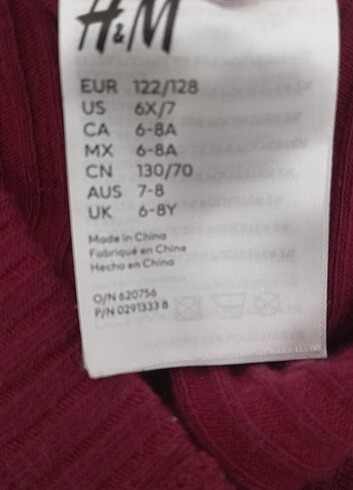 H&M
EUR 122/128
US 6X/7
CA 6-8A
MX 6-8A
CN 130/70
AUS 7-8
UK 6-8Y
Made in China
Fabriqué en Chine
Hecho en China
O/N 620756
P/N 0291333 8